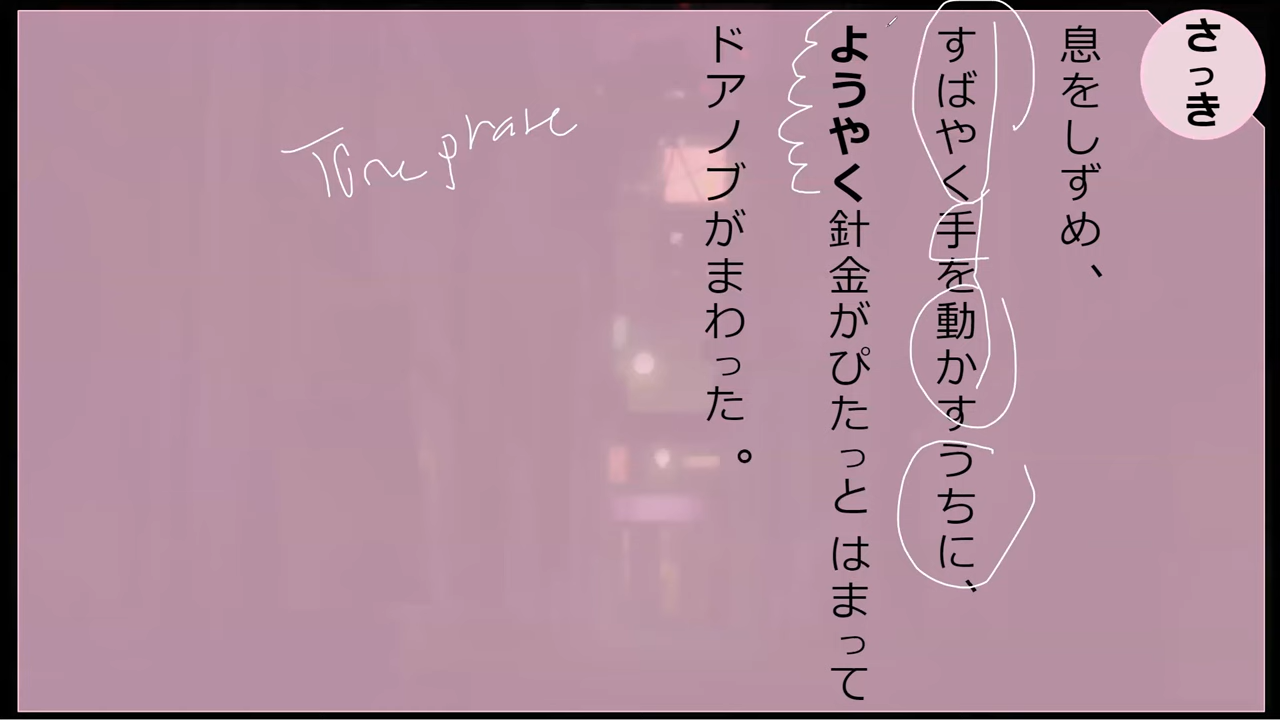 さっき
息をしずめ、
すばやく手を動かすうちに、
ようやく針金がぴたっと はまって
ドアノブがまわった。
Time phrase